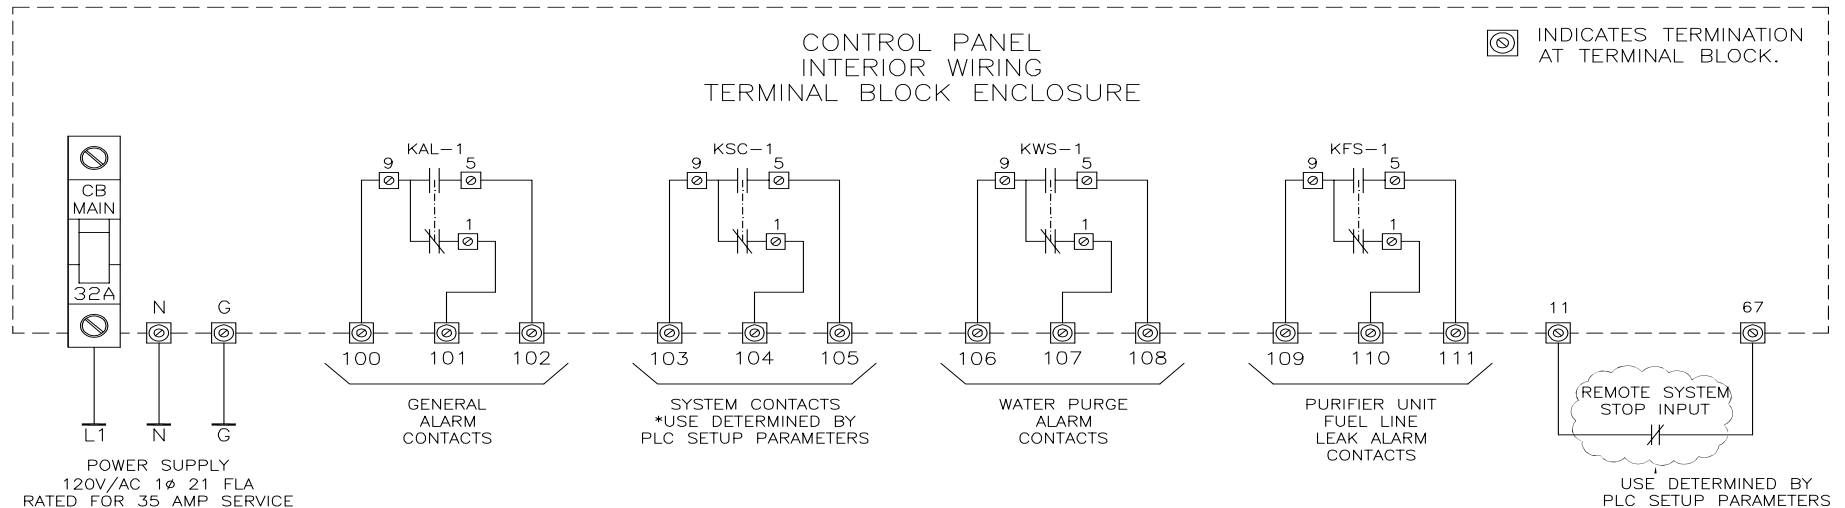 CONTROL PANEL
INTERIOR WIRING
TERMINAL BLOCK ENCLOSURE
INDICATES TERMINATION
AT TERMINAL BLOCK.
CB
MAIN
32A
N
G
L1
N
G
POWER SUPPLY
120V/AC 1ø 21 FLA
RATED FOR 35 AMP SERVICE
KAL-1
9
5
1
100
101
102
GENERAL
ALARM
CONTACTS
KSC-1
9
5
1
103
104
105
SYSTEM CONTACTS
*USE DETERMINED BY
PLC SETUP PARAMETERS
KWS-1
9
5
1
106
107
108
WATER PURGE
ALARM
CONTACTS
KFS-1
9
5
1
109
110
111
PURIFIER UNIT
FUEL LINE
LEAK ALARM
CONTACTS
11
67
REMOTE SYSTEM
STOP INPUT
USE DETERMINED BY
PLC SETUP PARAMETERS